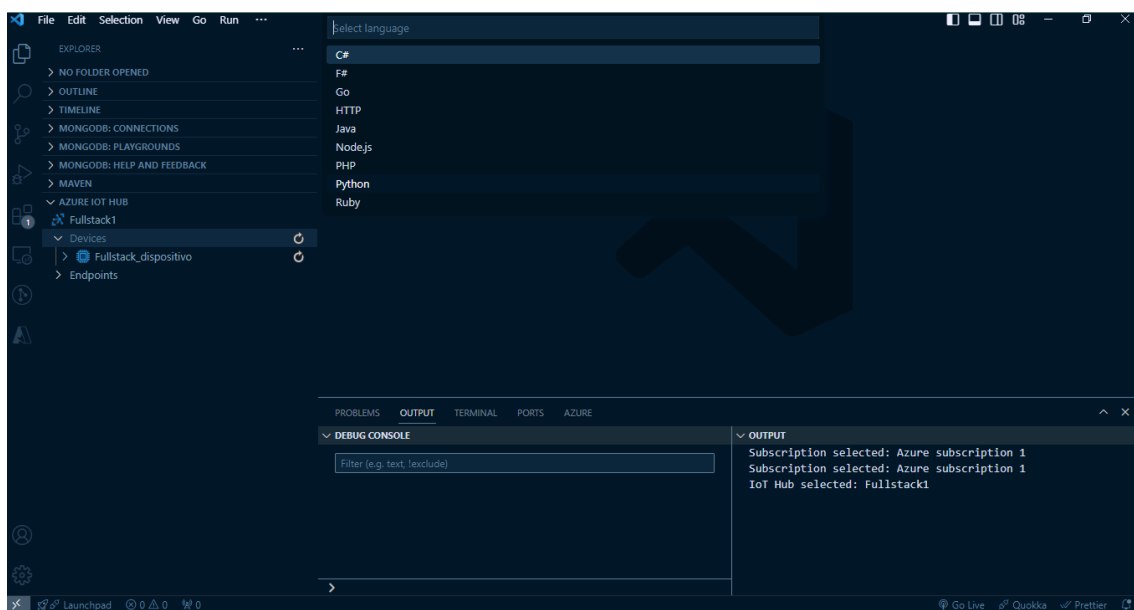 File Edit Selection View Go Run ···
Select language
C#
F#
Go
HTTP
Java
Node.js
PHP
Python
Ruby
EXPLORER ···
NO FOLDER OPENED
OUTLINE
TIMELINE
MONGODB: CONNECTIONS
MONGODB: PLAYGROUNDS
MONGODB: HELP AND FEEDBACK
MAVEN
AZURE IOT HUB
Fullstack1
Devices
Fullstack_dispositivo
Endpoints
1
PROBLEMS OUTPUT TERMINAL PORTS AZURE
DEBUG CONSOLE
Filter (e.g. text, !exclude)
OUTPUT
Subscription selected: Azure subscription 1
Subscription selected: Azure subscription 1
IoT Hub selected: Fullstack1
Launchpad 0 0 0 Go Live Quokka Prettier